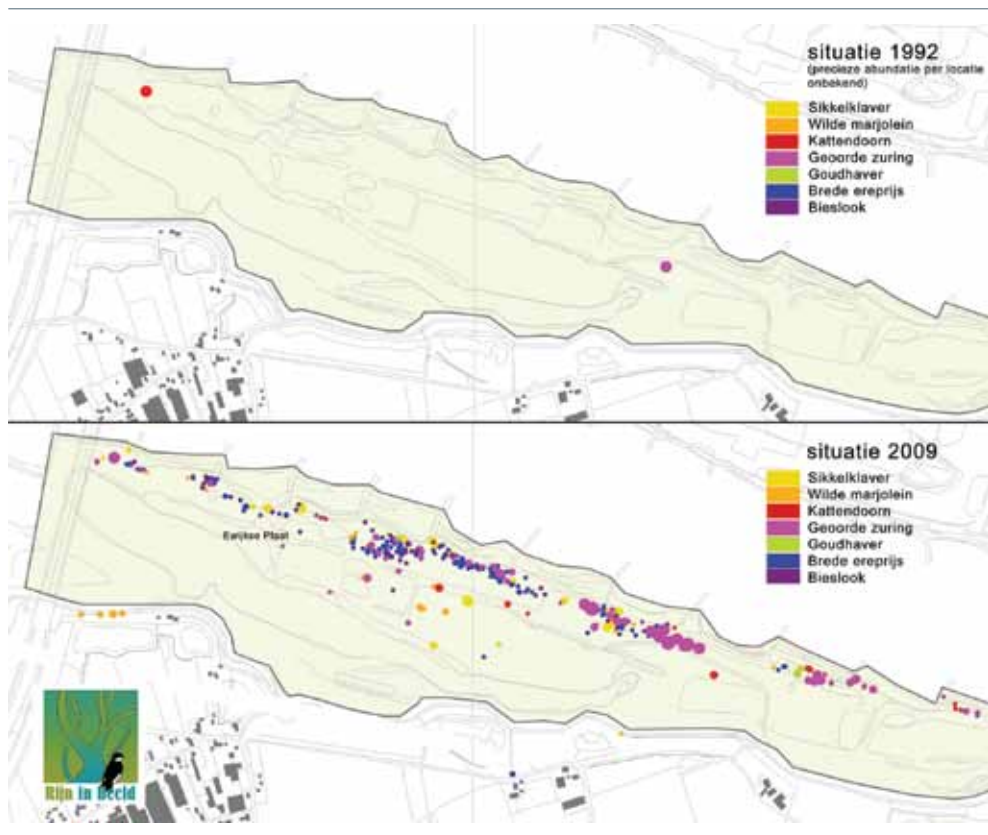 situatie 1992
(precieze abundatie per locatie
onbekend)
Sikkelklaver
Wilde marjolein
Kattendoorn
Geoorde zuring
Goudhaver
Brede ereprijs
Bieslook
situatie 2009
Sikkelklaver
Wilde marjolein
Kattendoorn
Geoorde zuring
Goudhaver
Brede ereprijs
Bieslook
Ewijkse Plaat
Rijn in Beeld